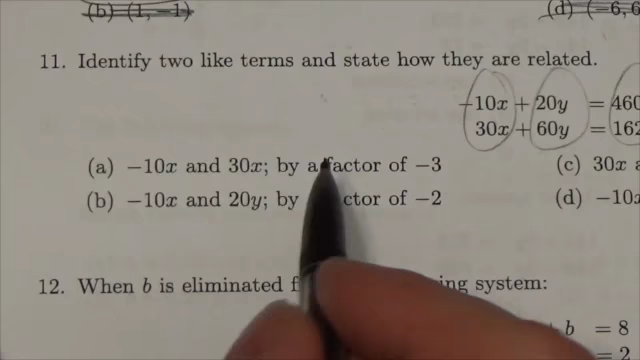 (b) (1, −1)
(d) (−6, 6
11. Identify two like terms and state how they are related.
−10x + 20y = 460
30x + 60y = 162
(a) −10x and 30x; by a factor of −3
(c) 30x a
(b) −10x and 20y; by ctor of −2
(d) −10x
12. When b is eliminated f ing system:
b = 8
= 2